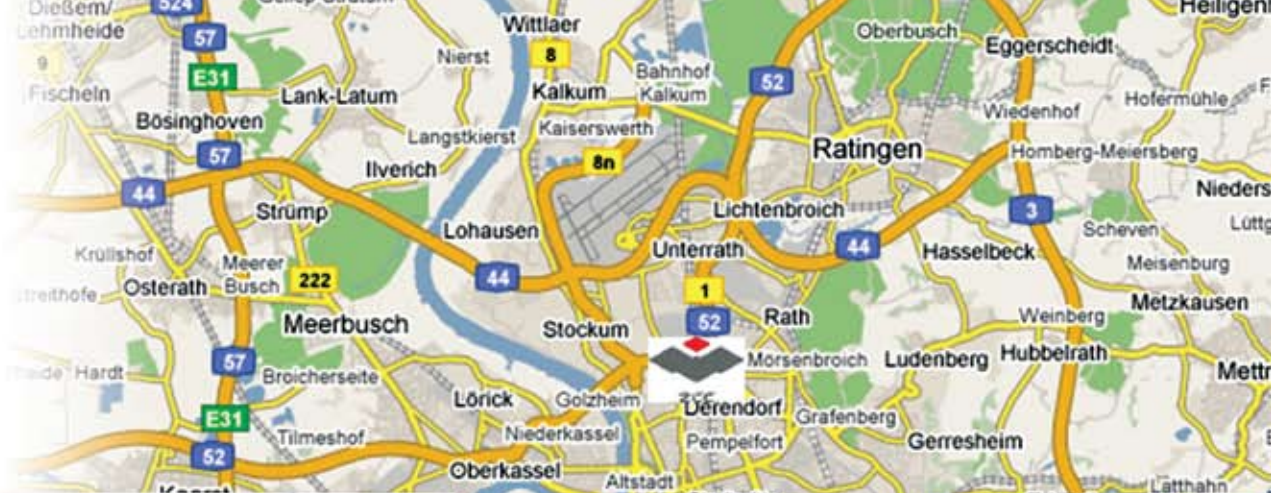 524
Dießem/
Lehmheide
57
9
Fischeln
E31
Bösinghoven
57
44
Lank-Latum
Nierst
Langstkierst
Ilverich
Strümp
Wittlaer
8
Kalkum
Bahnhof
Kalkum
Kaiserswerth
8n
52
Oberbusch
Eggerscheidt
Wiedenhof
Hofermühle
Ratingen
Homberg-Meiersberg
Lichtenbroich
3
Scheven
Krüllshof
Meerer
Busch
Osterath
222
Meerbusch
Lohausen
44
Unterrath
44
Hasselbeck
Meisenburg
Metzkausen
1
52
Rath
Stockum
Weinberg
Hubbelrath
Ludenberg
Mörsenbroich
57
Hardt
Broicherseite
E31
Lörick
Golzheim
Derendorf
Grafenberg
Gerresheim
Tilmeshof
Niederkassel
Pempelfort
52
Oberkassel
Altstadt